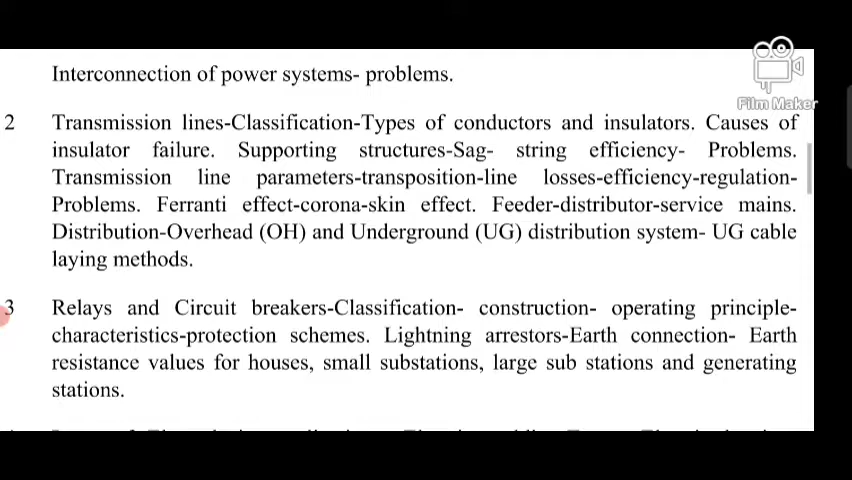 Interconnection of power systems- problems.
Film Maker
2 Transmission lines-Classification-Types of conductors and insulators. Causes of
insulator failure. Supporting structures-Sag- string efficiency- Problems.
Transmission line parameters-transposition-line losses-efficiency-regulation-
Problems. Ferranti effect-corona-skin effect. Feeder-distributor-service mains.
Distribution-Overhead (OH) and Underground (UG) distribution system- UG cable
laying methods.
3 Relays and Circuit breakers-Classification- construction- operating principle-
characteristics-protection schemes. Lightning arrestors-Earth connection- Earth
resistance values for houses, small substations, large sub stations and generating
stations.